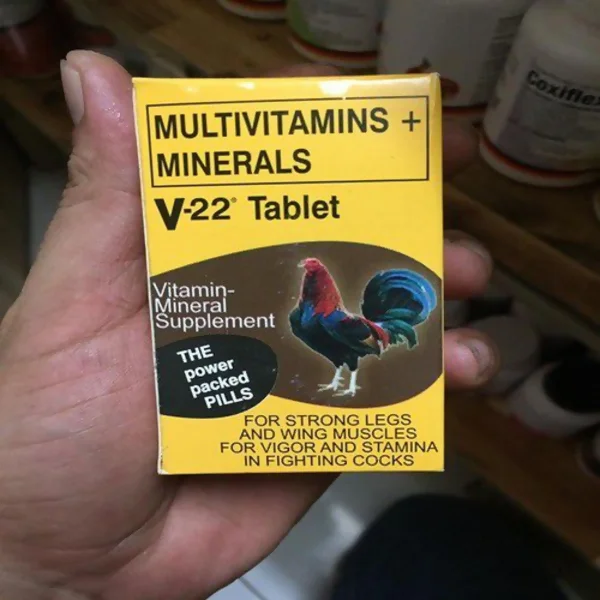 MULTIVITAMINS +
MINERALS
V-22® Tablet
Vitamin-
Mineral
Supplement
THE
power
packed
PILLS
FOR STRONG LEGS
AND WING MUSCLES
FOR VIGOR AND STAMINA
IN FIGHTING COCKS
Coxiflex